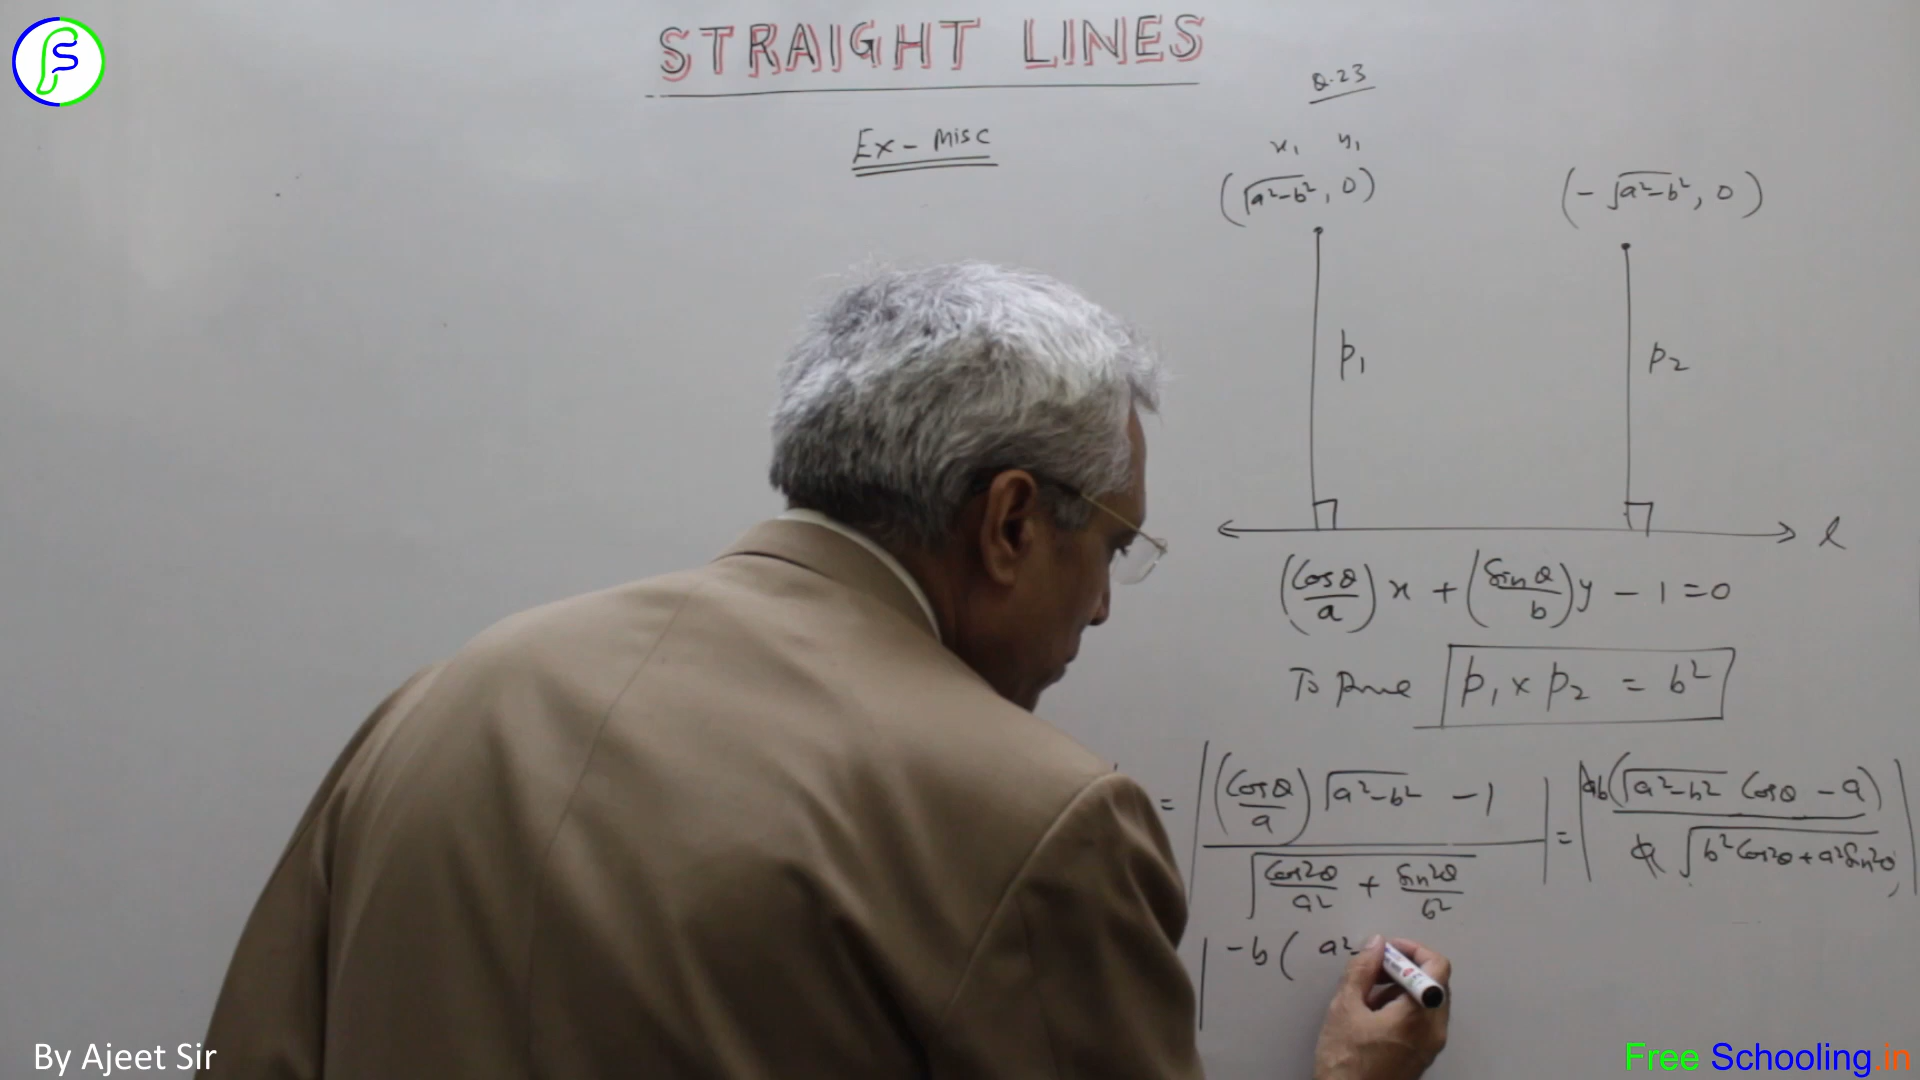 STRAIGHT LINES
Q.23
Ex - Misc
x₁ y₁
(√a²-b², 0) (-√a²-b², 0)
p₁ p₂
l
(Cosθ/a)x + (Sinθ/b)y - 1 = 0
To prove p₁ x p₂ = b²
= |(Cosθ/a)√a²-b² - 1 / √Cos²θ/a² + Sin²θ/b²| = |ab(√a²-b² Cosθ - a) / a√b²Cos²θ + a²Sin²θ|
|-b( a²
By Ajeet Sir
Free Schooling.in